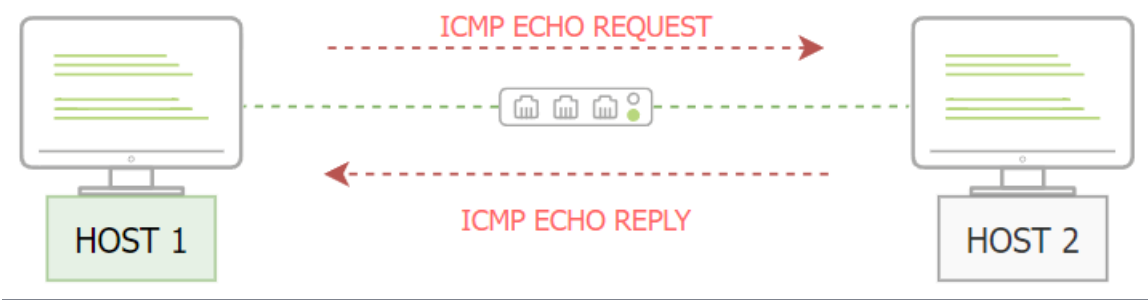 ICMP ECHO REQUEST
ICMP ECHO REPLY
HOST 1
HOST 2